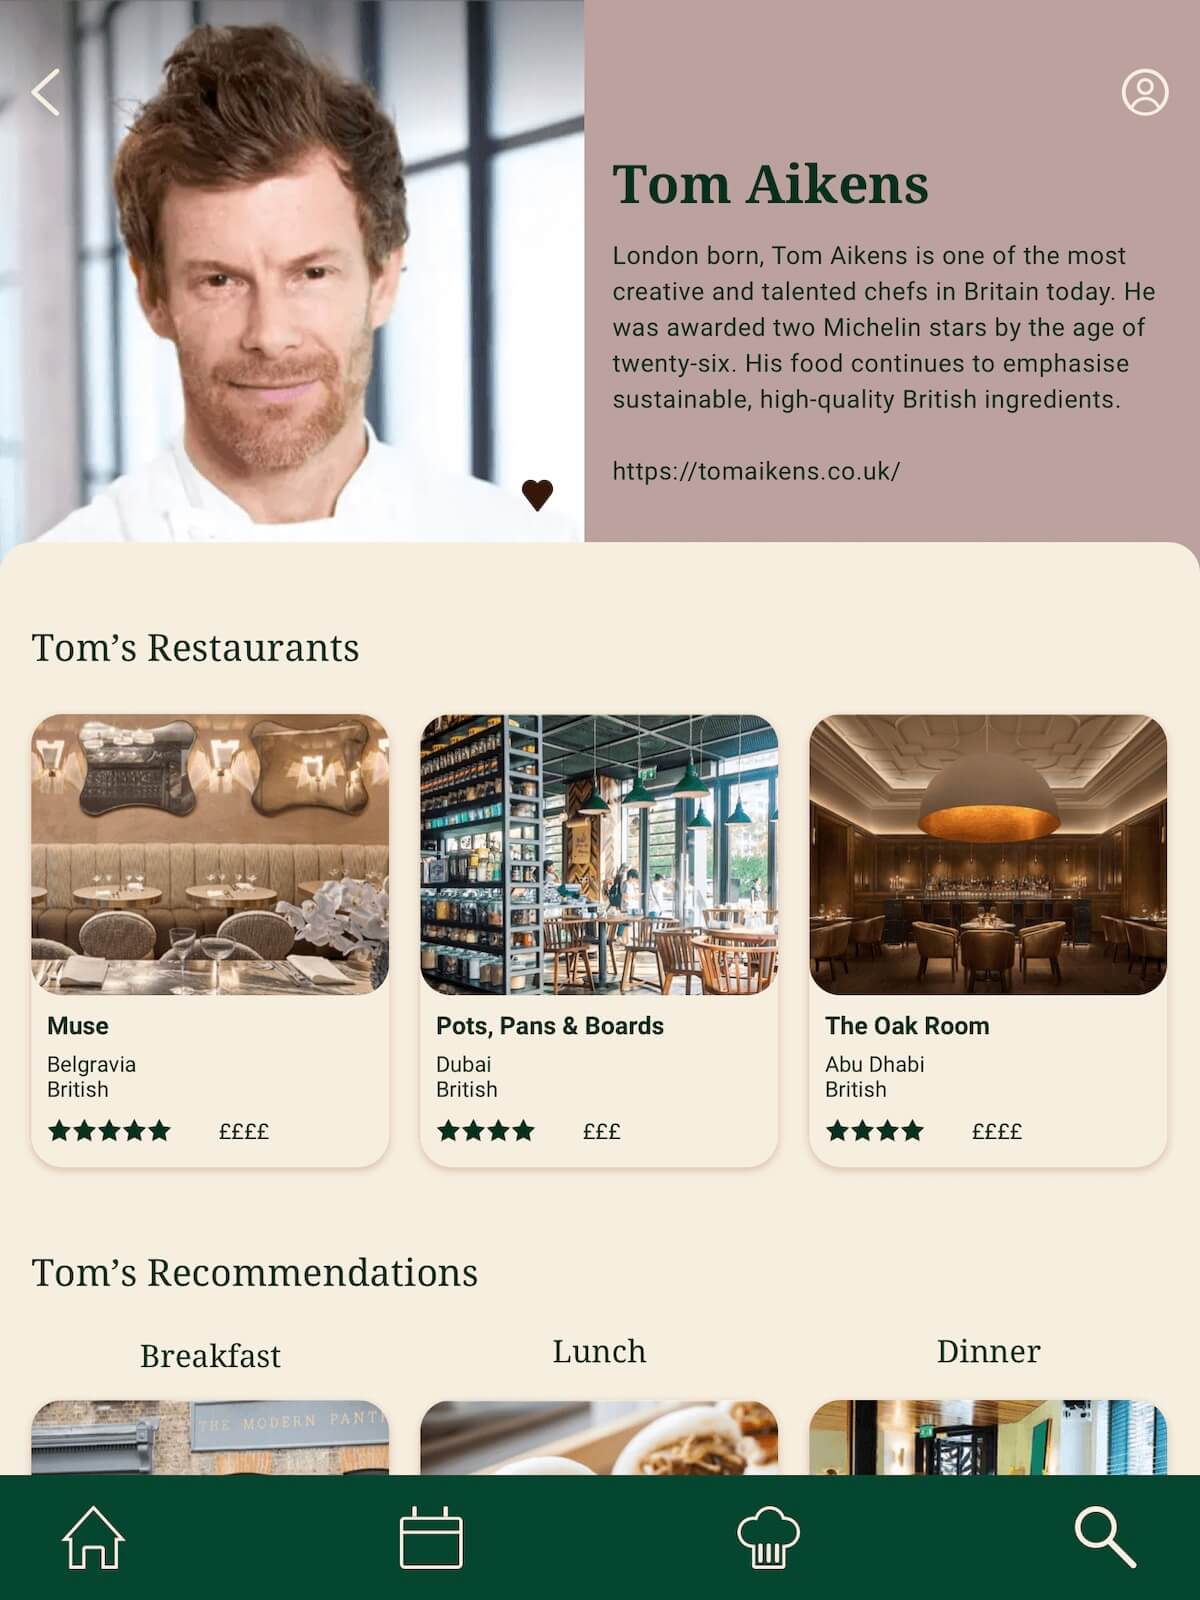 Tom Aikens
London born, Tom Aikens is one of the most
creative and talented chefs in Britain today. He
was awarded two Michelin stars by the age of
twenty-six. His food continues to emphasise
sustainable, high-quality British ingredients.
https://tomaikens.co.uk/
Tom’s Restaurants
Muse
Belgravia
British
££££
Pots, Pans & Boards
Dubai
British
£££
The Oak Room
Abu Dhabi
British
££££
Tom’s Recommendations
Breakfast
Lunch
Dinner
THE MODERN PANT